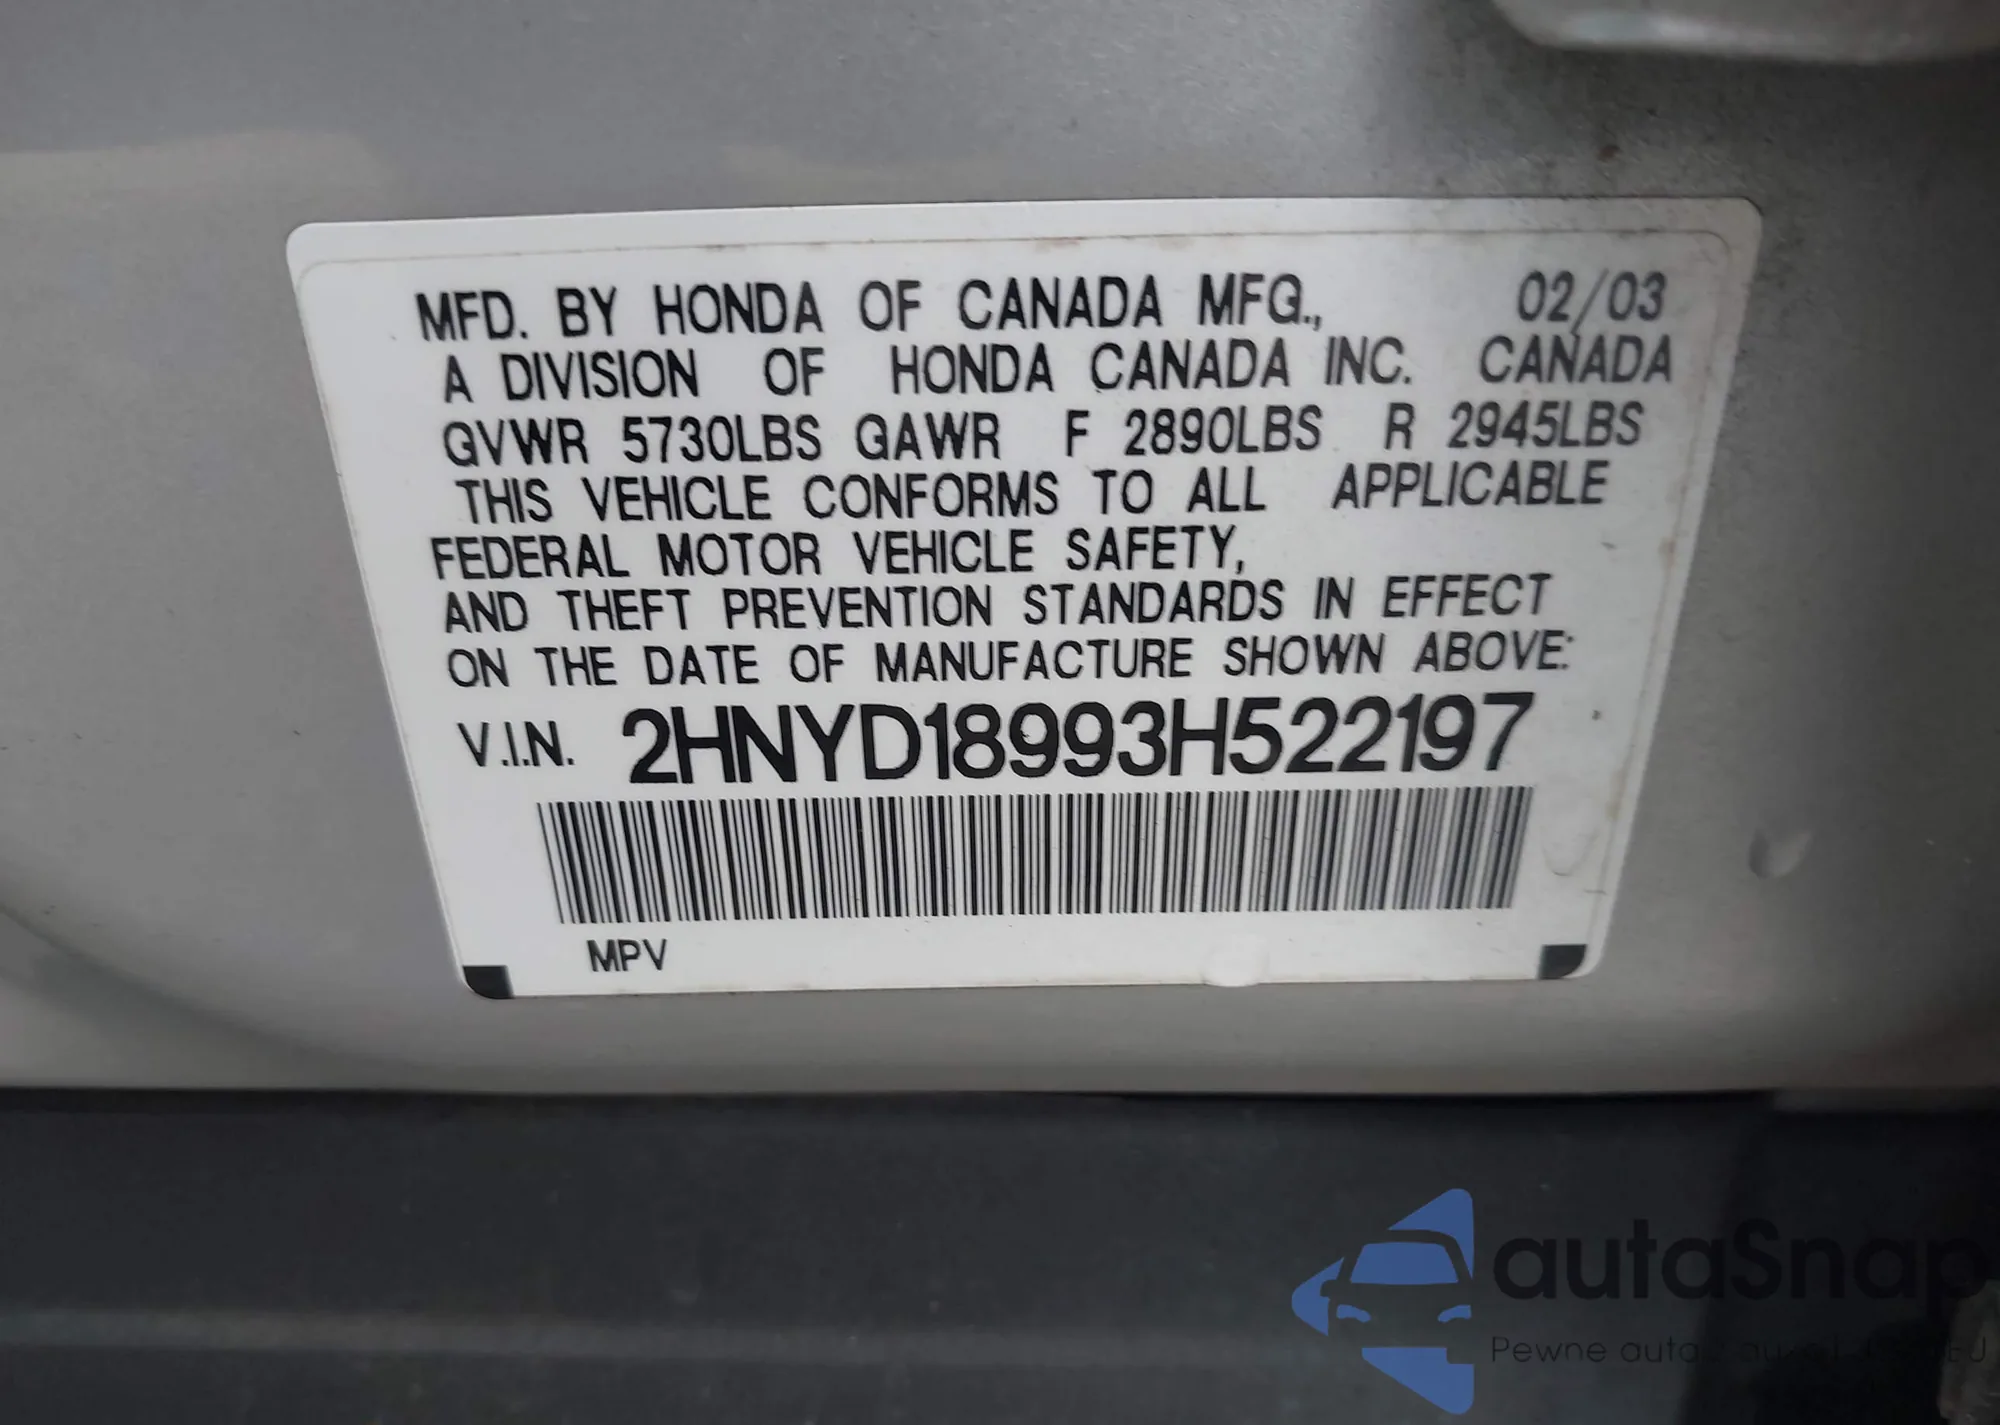 MFD. BY HONDA OF CANADA MFG., 02/03
A DIVISION OF HONDA CANADA INC. CANADA
GVWR 5730LBS GAWR F 2890LBS R 2945LBS
THIS VEHICLE CONFORMS TO ALL APPLICABLE
FEDERAL MOTOR VEHICLE SAFETY,
AND THEFT PREVENTION STANDARDS IN EFFECT
ON THE DATE OF MANUFACTURE SHOWN ABOVE:
V.I.N. 2HNYD18993H522197
MPV
autaSnap
Pewne auta